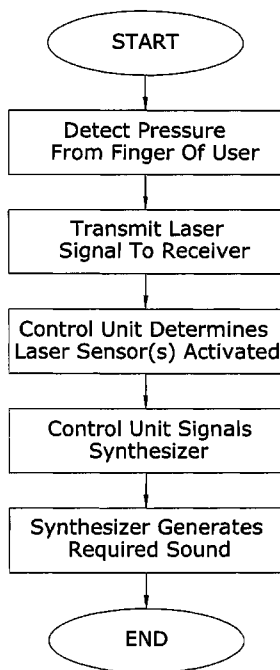 START
Detect Pressure
From Finger Of User
Transmit Laser
Signal To Receiver
Control Unit Determines
Laser Sensor(s) Activated
Control Unit Signals
Synthesizer
Synthesizer Generates
Required Sound
END